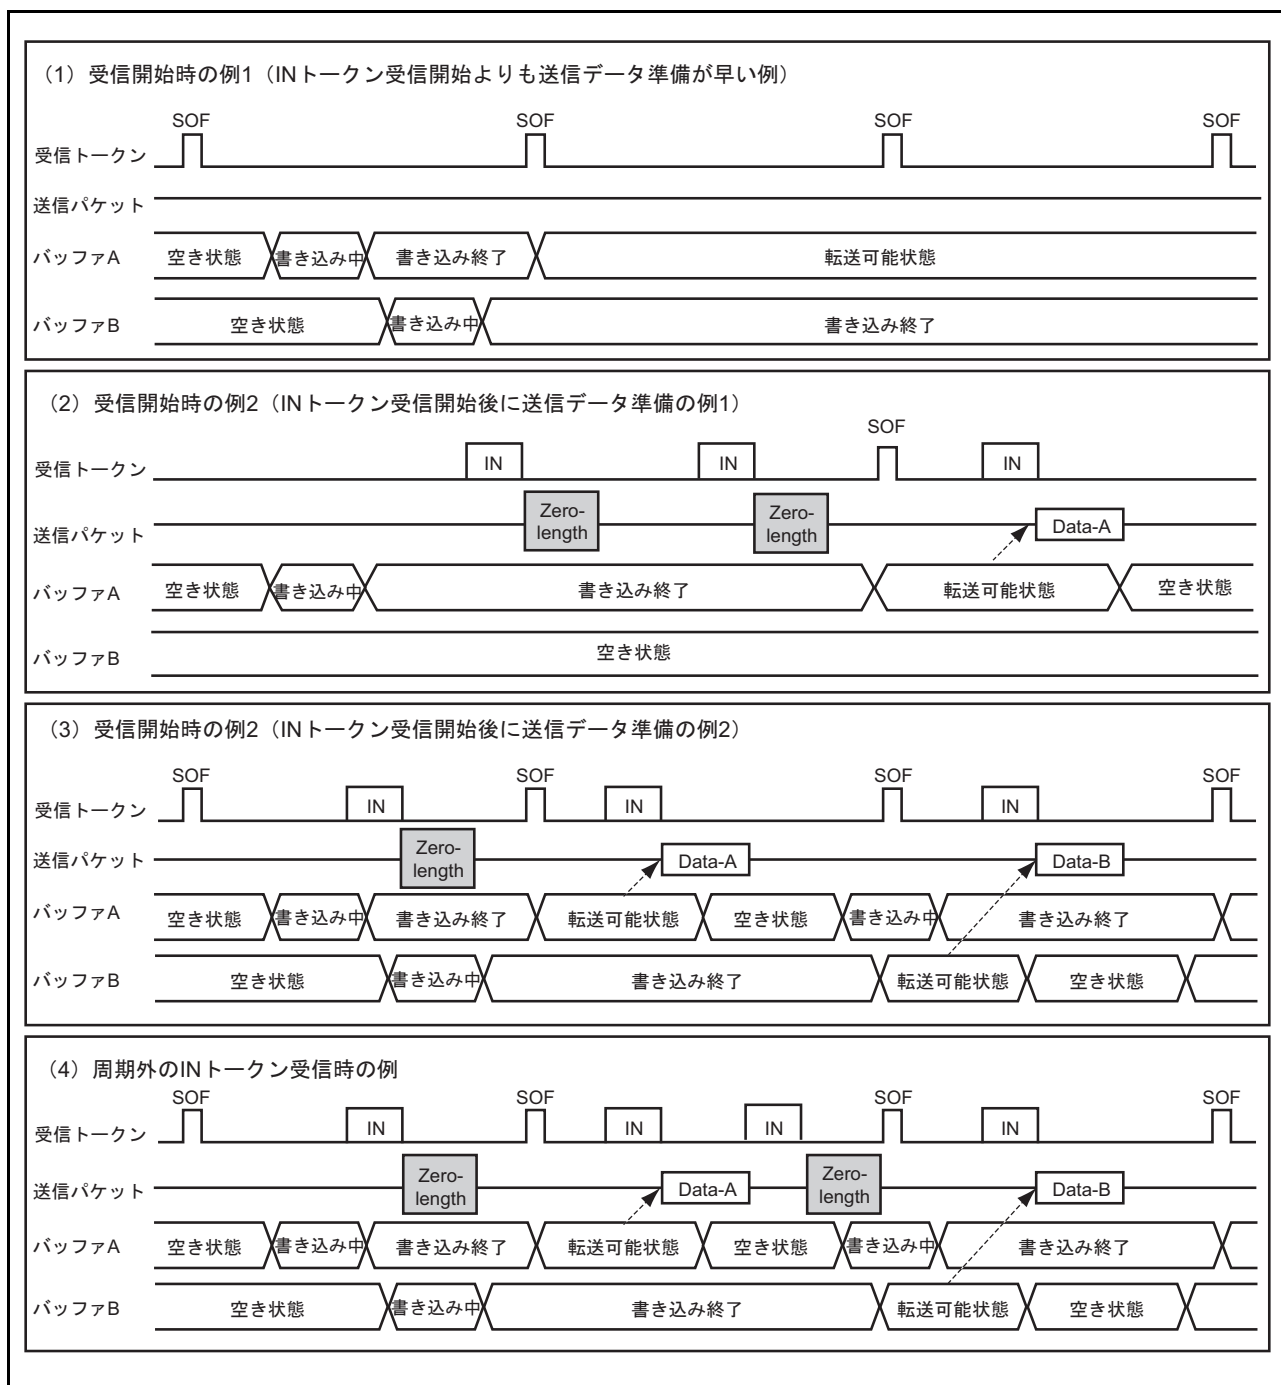 (1) 受信開始時の例1（INトークン受信開始よりも送信データ準備が早い例）
SOF SOF SOF SOF
受信トークン
送信パケット
バッファA 空き状態 書き込み中 書き込み終了 転送可能状態
バッファB 空き状態 書き込み中 書き込み終了
(2) 受信開始時の例2（INトークン受信開始後に送信データ準備の例1）
SOF
受信トークン IN IN IN
送信パケット Zero-length Zero-length Data-A
バッファA 空き状態 書き込み中 書き込み終了 転送可能状態 空き状態
バッファB 空き状態
(3) 受信開始時の例2（INトークン受信開始後に送信データ準備の例2）
SOF SOF SOF SOF
受信トークン IN IN IN
送信パケット Zero-length Data-A Data-B
バッファA 空き状態 書き込み中 書き込み終了 転送可能状態 空き状態 書き込み中 書き込み終了
バッファB 空き状態 書き込み中 書き込み終了 転送可能状態 空き状態
(4) 周期外のINトークン受信時の例
SOF SOF SOF SOF
受信トークン IN IN IN IN
送信パケット Zero-length Data-A Zero-length Data-B
バッファA 空き状態 書き込み中 書き込み終了 転送可能状態 空き状態 書き込み中 書き込み終了
バッファB 空き状態 書き込み中 書き込み終了 転送可能状態 空き状態